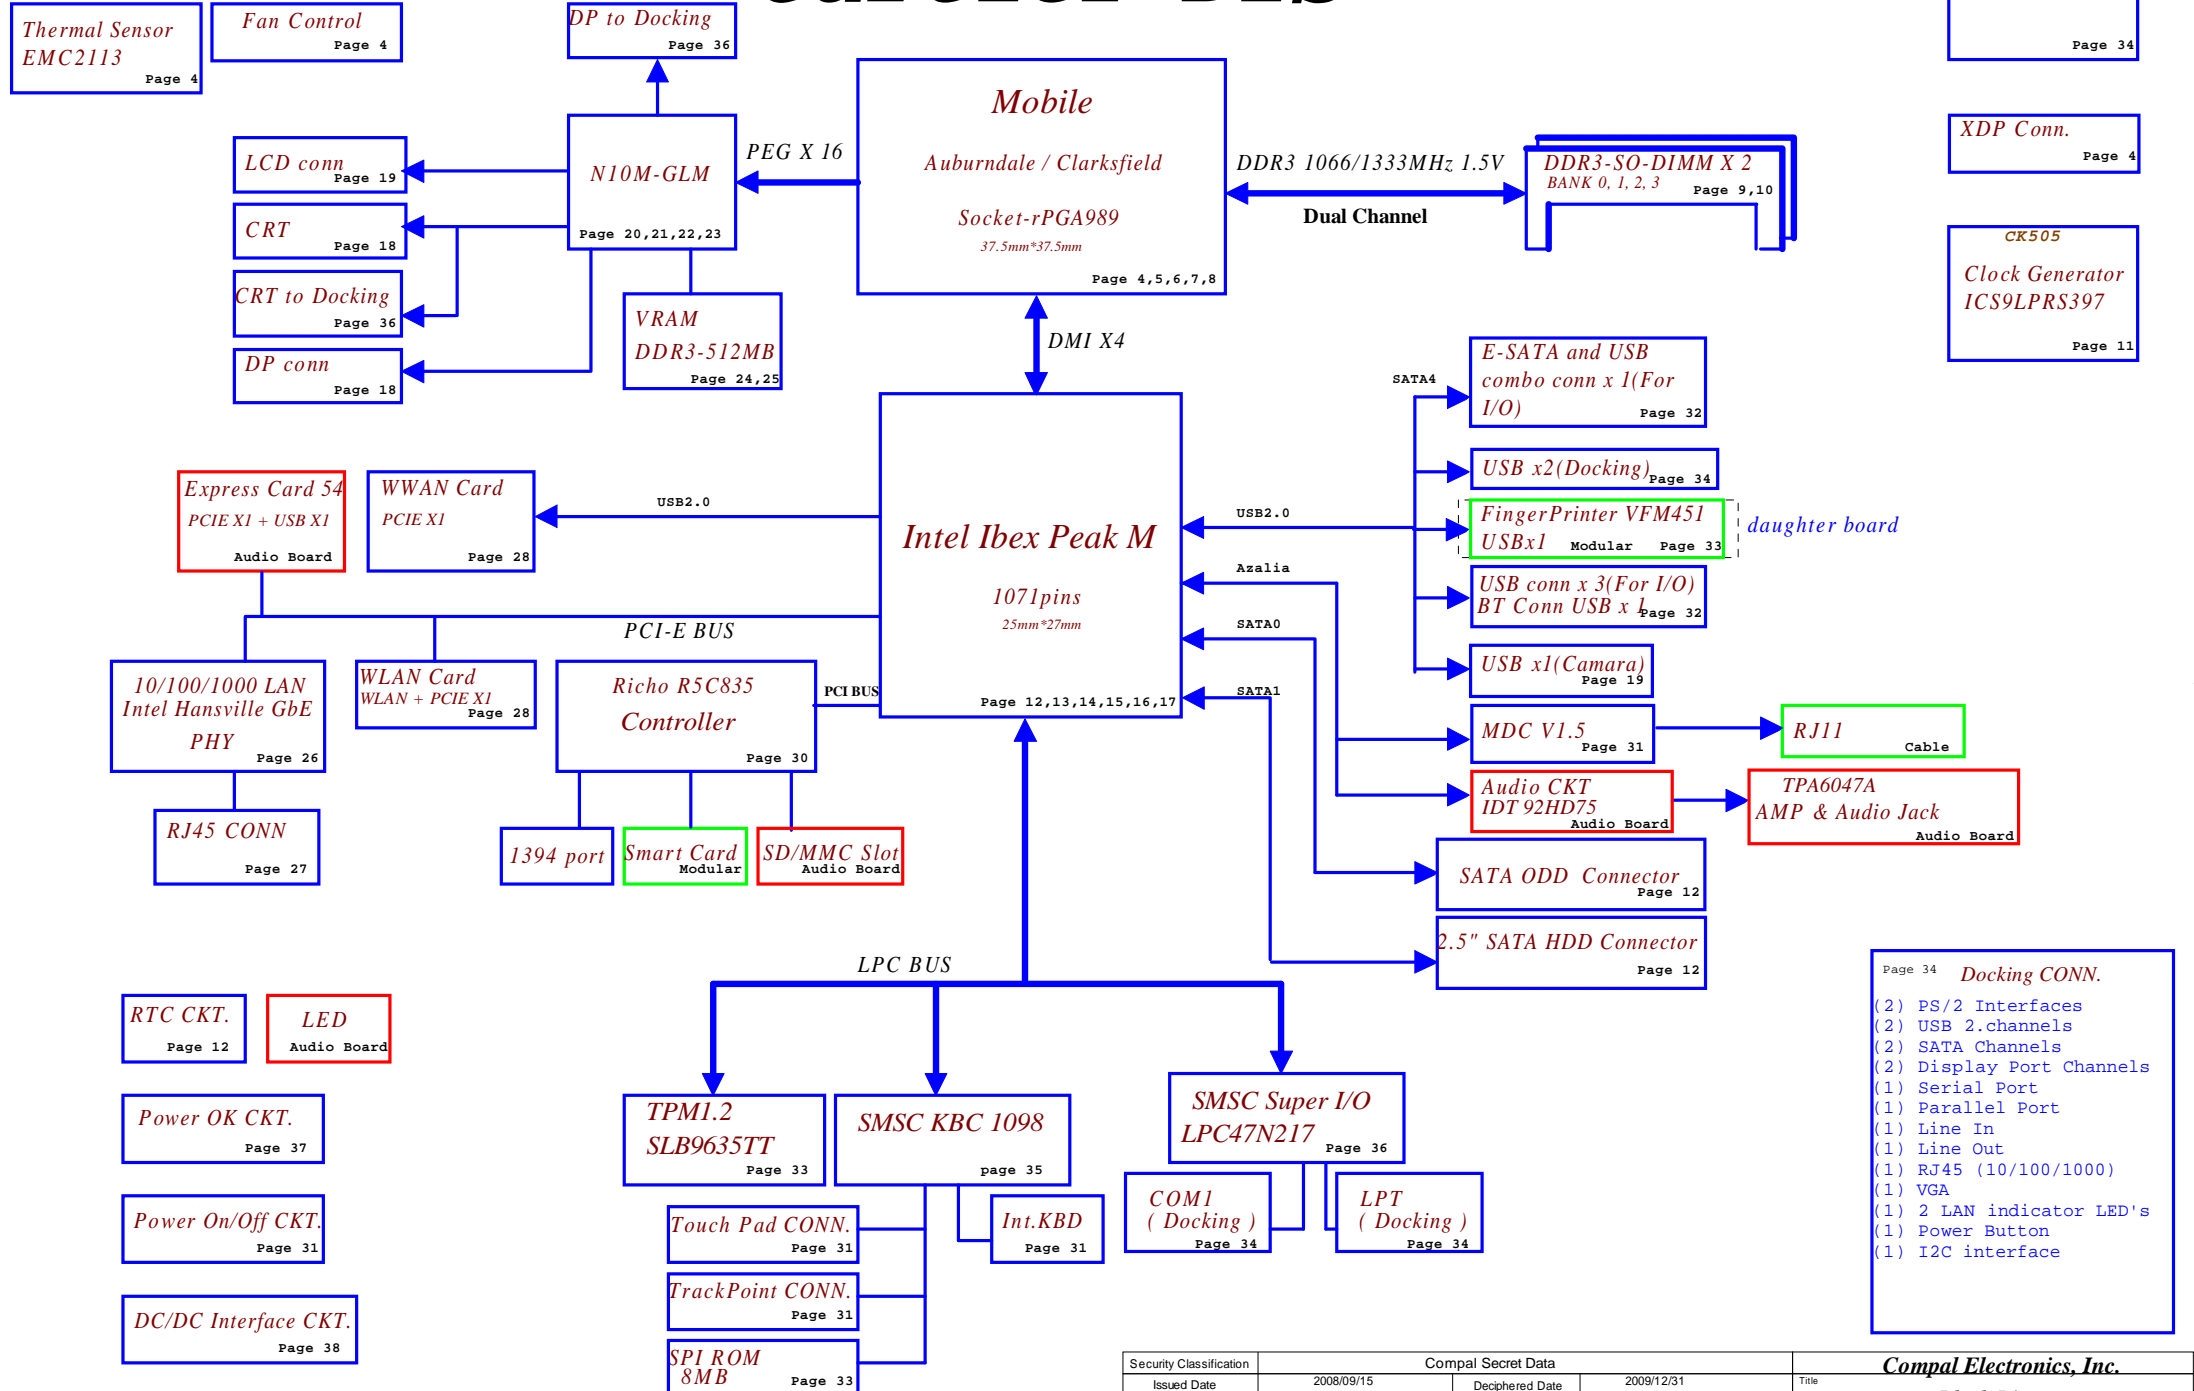 Thermal Sensor
EMC2113
Page 4
Fan Control
Page 4
DP to Docking
Page 36
Page 34
Mobile
Auburndale / Clarksfield
Socket-rPGA989
37.5mm*37.5mm
Page 4,5,6,7,8
PEG X 16
N10M-GLM
Page 20,21,22,23
LCD conn
Page 19
CRT
Page 18
CRT to Docking
Page 36
DP conn
Page 18
VRAM
DDR3-512MB
Page 24,25
DDR3 1066/1333MHz 1.5V
Dual Channel
DDR3-SO-DIMM X 2
BANK 0, 1, 2, 3
Page 9,10
XDP Conn.
Page 4
CK505
Clock Generator
ICS9LPRS397
Page 11
DMI X4
Intel Ibex Peak M
1071pins
25mm*27mm
Page 12,13,14,15,16,17
SATA4
E-SATA and USB
combo conn x 1(For
I/O)
Page 32
USB x2(Docking)
Page 34
USB2.0
FingerPrinter VFM451
USBx1
Modular
Page 33
daughter board
USB conn x 3(For I/O)
BT Conn USB x 1
Page 32
USB x1(Camara)
Page 19
Azalia
SATA0
SATA1
MDC V1.5
Page 31
RJ11
Cable
Audio CKT
IDT 92HD75
Audio Board
TPA6047A
AMP & Audio Jack
Audio Board
SATA ODD Connector
Page 12
2.5" SATA HDD Connector
Page 12
Express Card 54
PCIE X1 + USB X1
Audio Board
WWAN Card
PCIE X1
Page 28
USB2.0
PCI-E BUS
10/100/1000 LAN
Intel Hansville GbE
PHY
Page 26
WLAN Card
WLAN + PCIE X1
Page 28
Richo R5C835
Controller
Page 30
PCI BUS
RJ45 CONN
Page 27
1394 port
Smart Card
Modular
SD/MMC Slot
Audio Board
LPC BUS
RTC CKT.
Page 12
LED
Audio Board
Power OK CKT.
Page 37
Power On/Off CKT.
Page 31
DC/DC Interface CKT.
Page 38
TPM1.2
SLB9635TT
Page 33
SMSC KBC 1098
page 35
SMSC Super I/O
LPC47N217
Page 36
Touch Pad CONN.
Page 31
Int.KBD
Page 31
TrackPoint CONN.
Page 31
SPI ROM
8MB
Page 33
COM1
( Docking )
Page 34
LPT
( Docking )
Page 34
Page 34 Docking CONN.
(2) PS/2 Interfaces
(2) USB 2.channels
(2) SATA Channels
(2) Display Port Channels
(1) Serial Port
(1) Parallel Port
(1) Line In
(1) Line Out
(1) RJ45 (10/100/1000)
(1) VGA
(1) 2 LAN indicator LED's
(1) Power Button
(1) I2C interface
Security Classification
Compal Secret Data
Compal Electronics, Inc.
Issued Date
2008/09/15
Deciphered Date
2009/12/31
Title